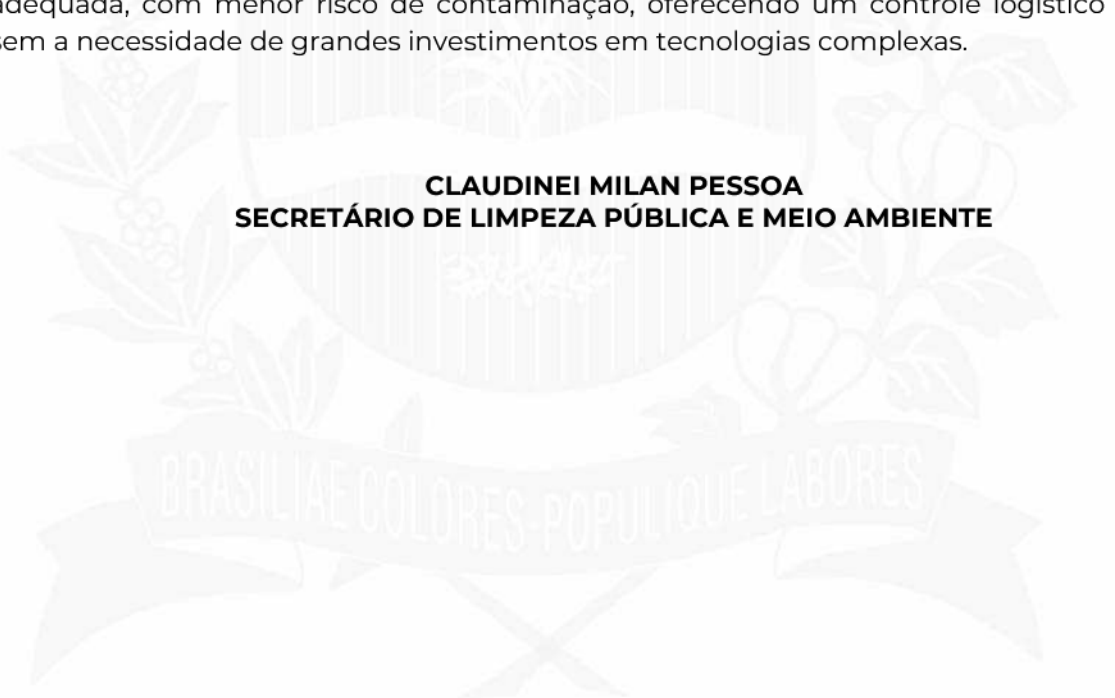 adequada, com menor risco de contaminação, oferecendo um controle logístico
sem a necessidade de grandes investimentos em tecnologias complexas.
CLAUDINEI MILAN PESSOA
SECRETÁRIO DE LIMPEZA PÚBLICA E MEIO AMBIENTE
BRASILIAE COLORES-POPULIQUE LABORES